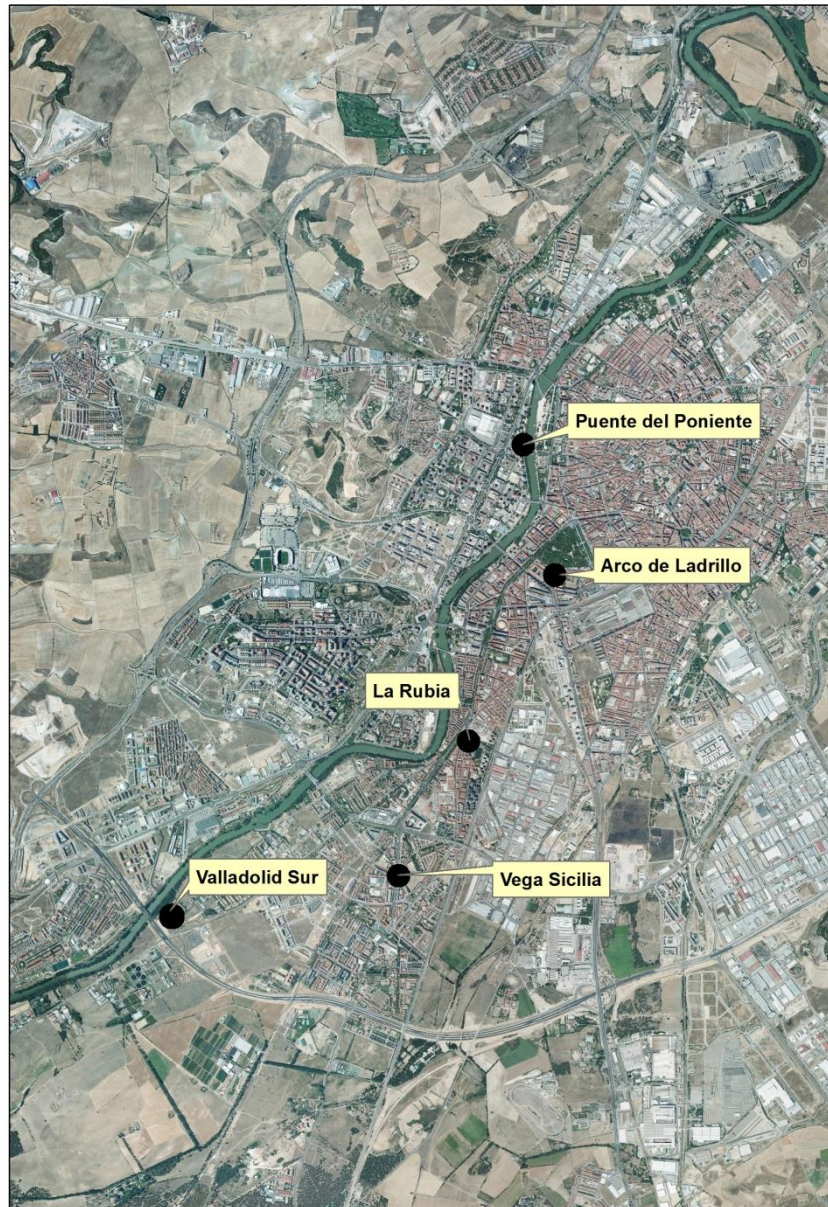 Puente del Poniente
Arco de Ladrillo
La Rubia
Valladolid Sur
Vega Sicilia